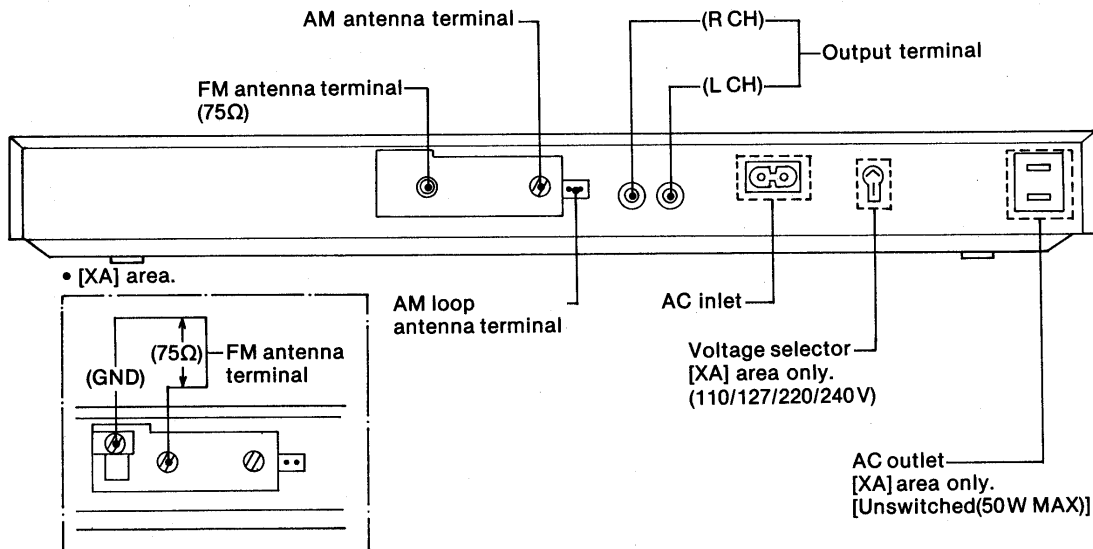 AM antenna terminal
(R CH)
Output terminal
(L CH)
FM antenna terminal
(75Ω)
• [XA] area.
AM loop
antenna terminal
AC inlet
Voltage selector
[XA] area only.
(110/127/220/240V)
AC outlet
[XA] area only.
[Unswitched(50W MAX)]
(75Ω)
FM antenna
terminal
(GND)